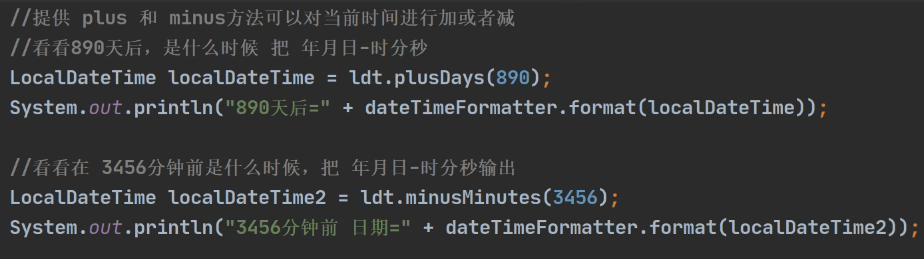 //提供 plus 和 minus方法可以对当前时间进行加或者减
//看看890天后，是什么时候 把 年月日-时分秒
LocalDateTime localDateTime = ldt.plusDays(890);
System.out.println("890天后=" + dateTimeFormatter.format(localDateTime));
//看看在 3456分钟前是什么时候，把 年月日-时分秒输出
LocalDateTime localDateTime2 = ldt.minusMinutes(3456);
System.out.println("3456分钟前 日期=" + dateTimeFormatter.format(localDateTime2));